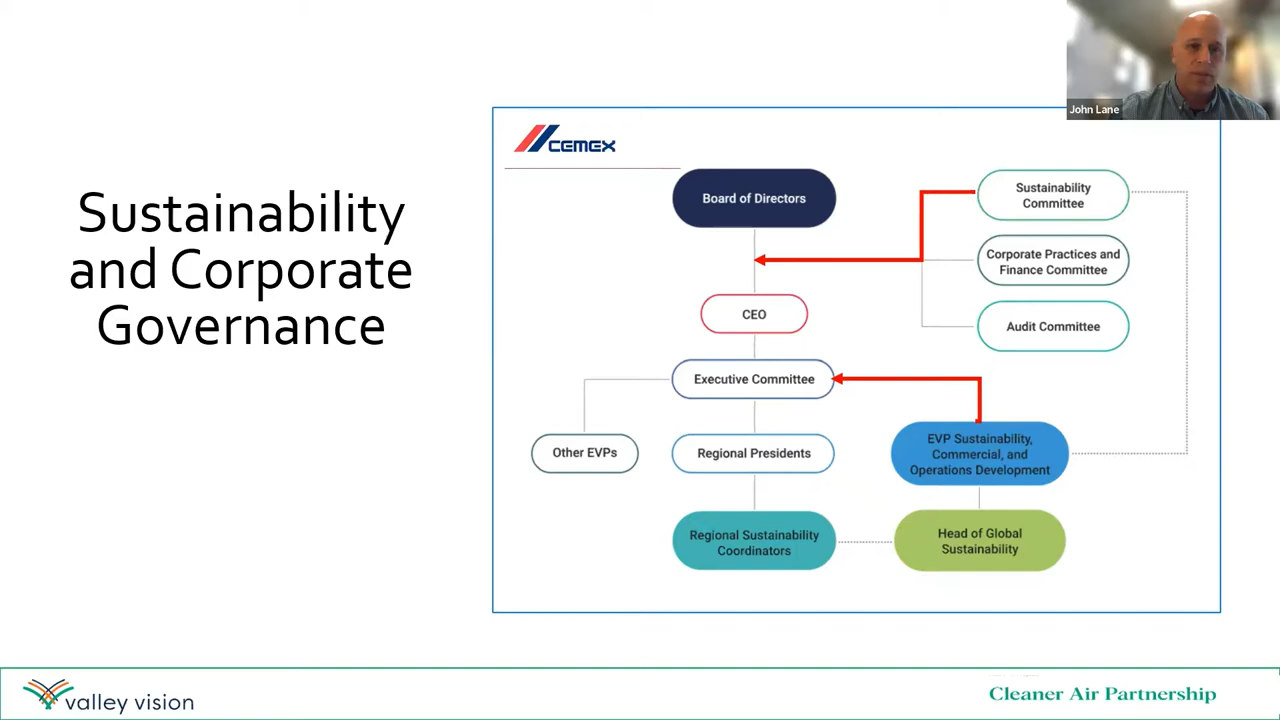 John Lane
Sustainability
and Corporate
Governance
CEMEX
Board of Directors
Sustainability
Committee
Corporate Practices and
Finance Committee
CEO
Audit Committee
Executive Committee
Other EVPs
Regional Presidents
EVP Sustainability,
Commercial, and
Operations Development
Regional Sustainability
Coordinators
Head of Global
Sustainability
valley vision
Cleaner Air Partnership